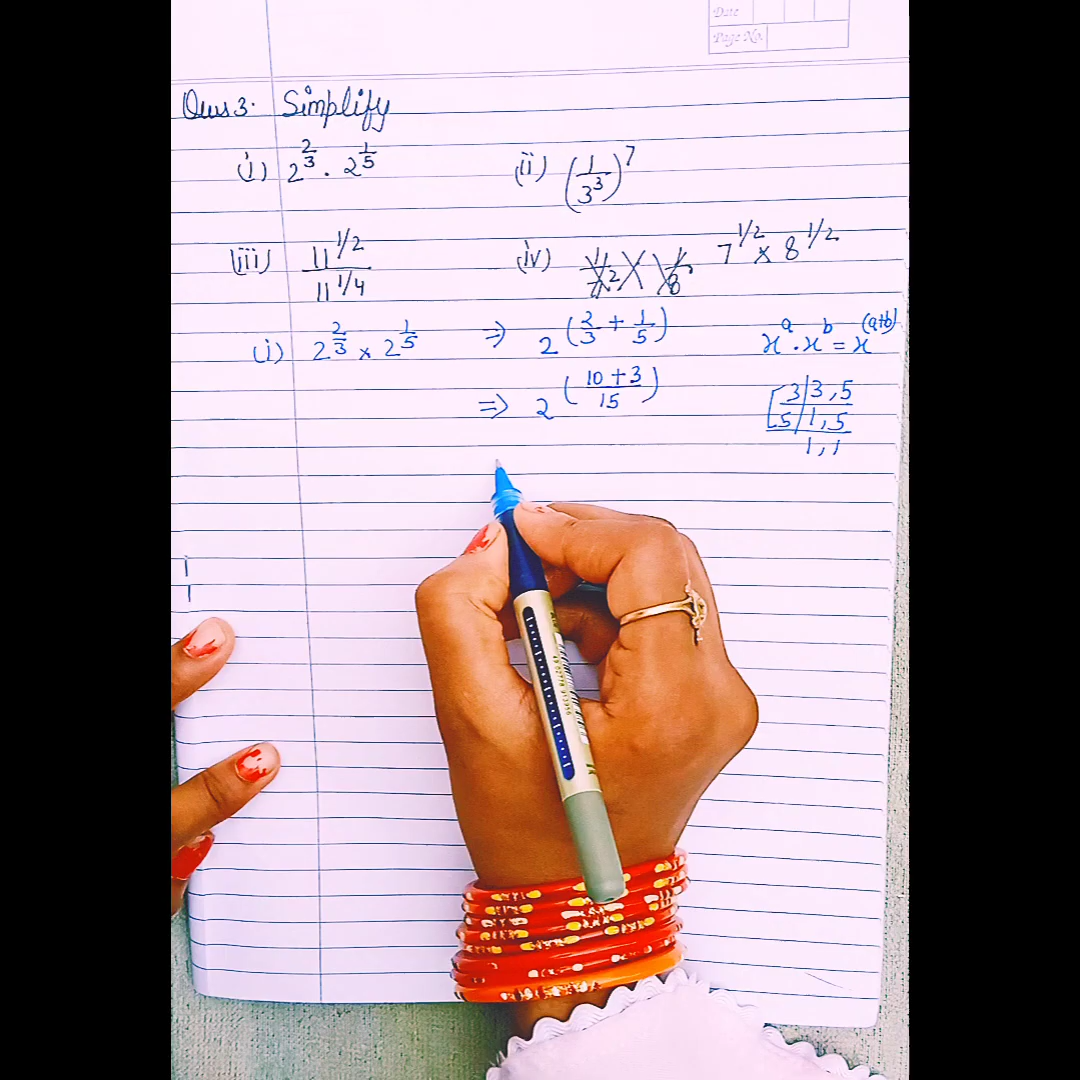 Date
Page No.
Ques 3. Simplify
(i) 2^(2/3) . 2^(1/5) (ii) (1/3^3)^7
(iii) 11^(1/2) / 11^(1/4) (iv) 7^(1/2) × 8^(1/2)
(i) 2^(2/3) × 2^(1/5) ⇒ 2^(2/3 + 1/5) x^a . x^b = x^(a+b)
⇒ 2^((10 + 3)/15) 3 | 3, 5
5 | 1, 5
1, 1